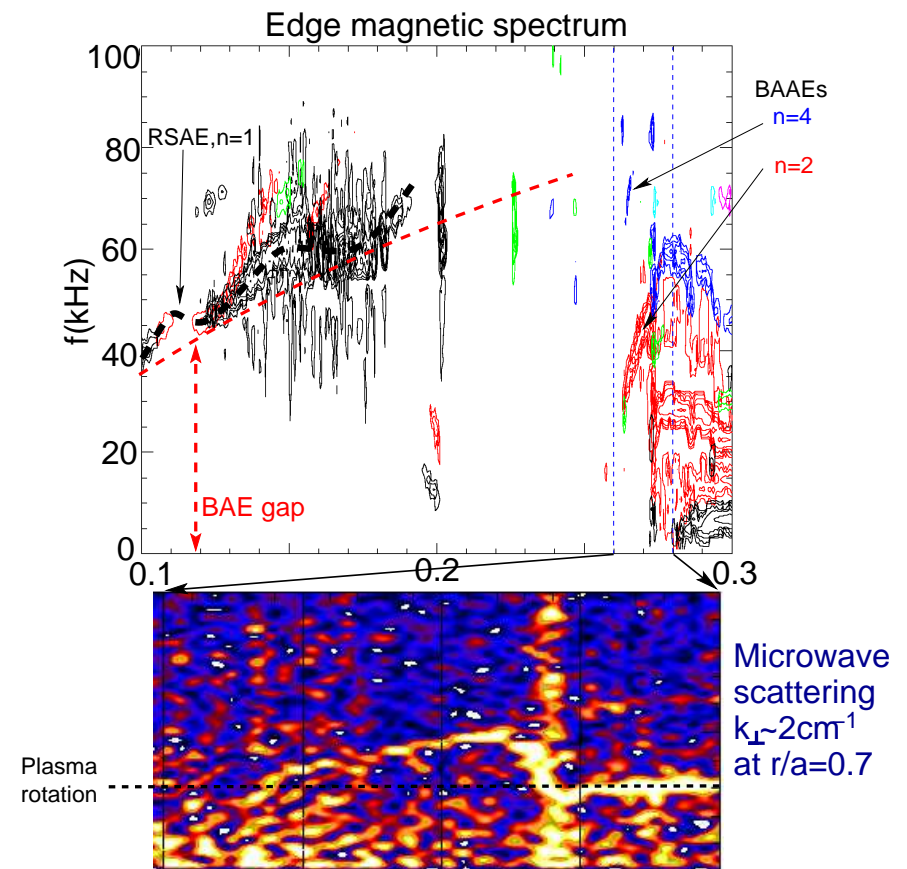 Edge magnetic spectrum
100
80
60
40
20
0
f(kHz)
RSAE,n=1
BAE gap
BAAEs
n=4
n=2
0.1
0.2
0.3
Microwave
scattering
k⊥~2cm⁻¹
at r/a=0.7
Plasma
rotation